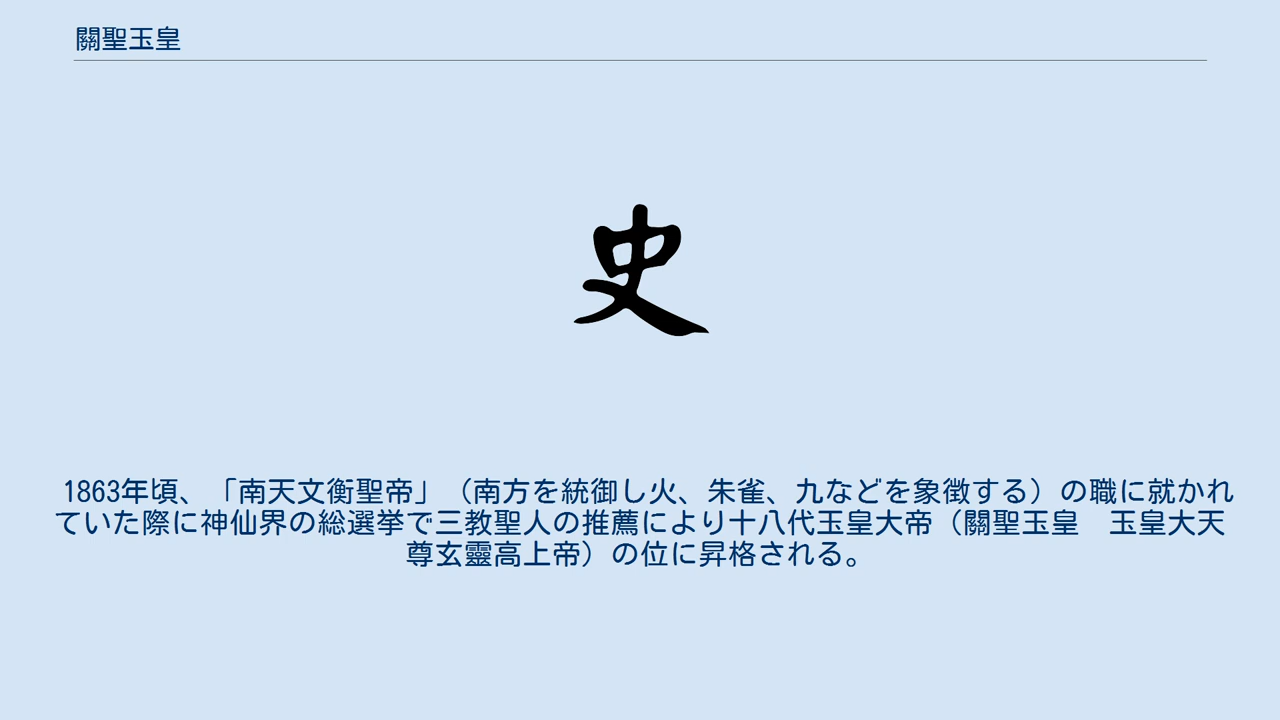 關聖玉皇
史
1863年頃、「南天文衡聖帝」（南方を統御し火、朱雀、九などを象徴する）の職に就かれ
ていた際に神仙界の総選挙で三教聖人の推薦により十八代玉皇大帝（關聖玉皇　玉皇大天
尊玄靈高上帝）の位に昇格される。